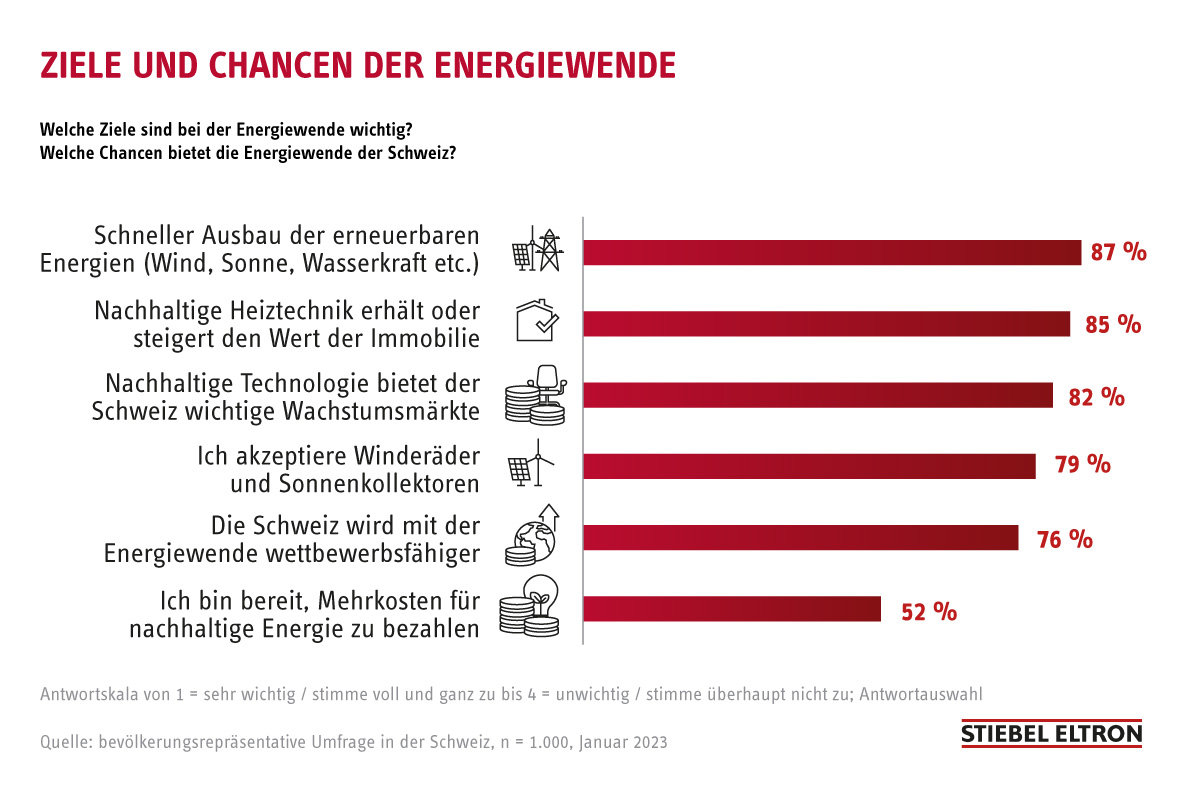 ZIELE UND CHANCEN DER ENERGIEWENDE
Welche Ziele sind bei der Energiewende wichtig?
Welche Chancen bietet die Energiewende der Schweiz?
Schneller Ausbau der erneuerbaren
Energien (Wind, Sonne, Wasserkraft etc.)
87 %
Nachhaltige Heiztechnik erhält oder
steigert den Wert der Immobilie
85 %
Nachhaltige Technologie bietet der
Schweiz wichtige Wachstumsmärkte
82 %
Ich akzeptiere Winderäder
und Sonnenkollektoren
79 %
Die Schweiz wird mit der
Energiewende wettbewerbsfähiger
76 %
Ich bin bereit, Mehrkosten für
nachhaltige Energie zu bezahlen
52 %
Antwortskala von 1 = sehr wichtig / stimme voll und ganz zu bis 4 = unwichtig / stimme überhaupt nicht zu; Antwortauswahl
Quelle: bevölkerungsrepräsentative Umfrage in der Schweiz, n = 1.000, Januar 2023
STIEBEL ELTRON